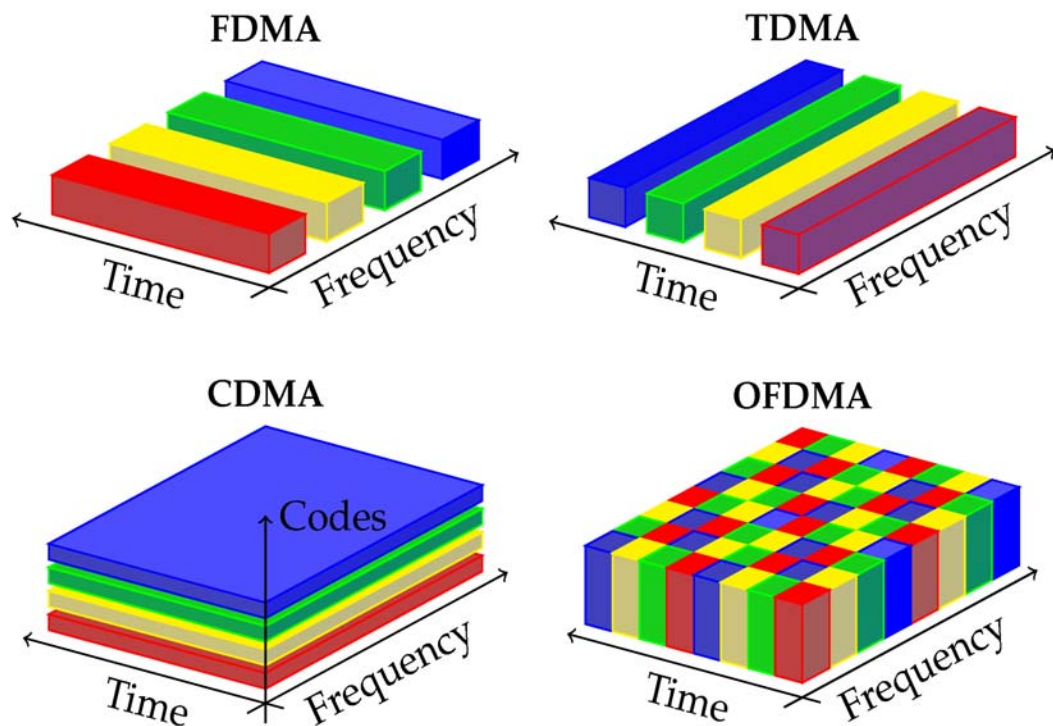 FDMA
Time
Frequency
TDMA
Time
Frequency
CDMA
Codes
Time
Frequency
OFDMA
Time
Frequency